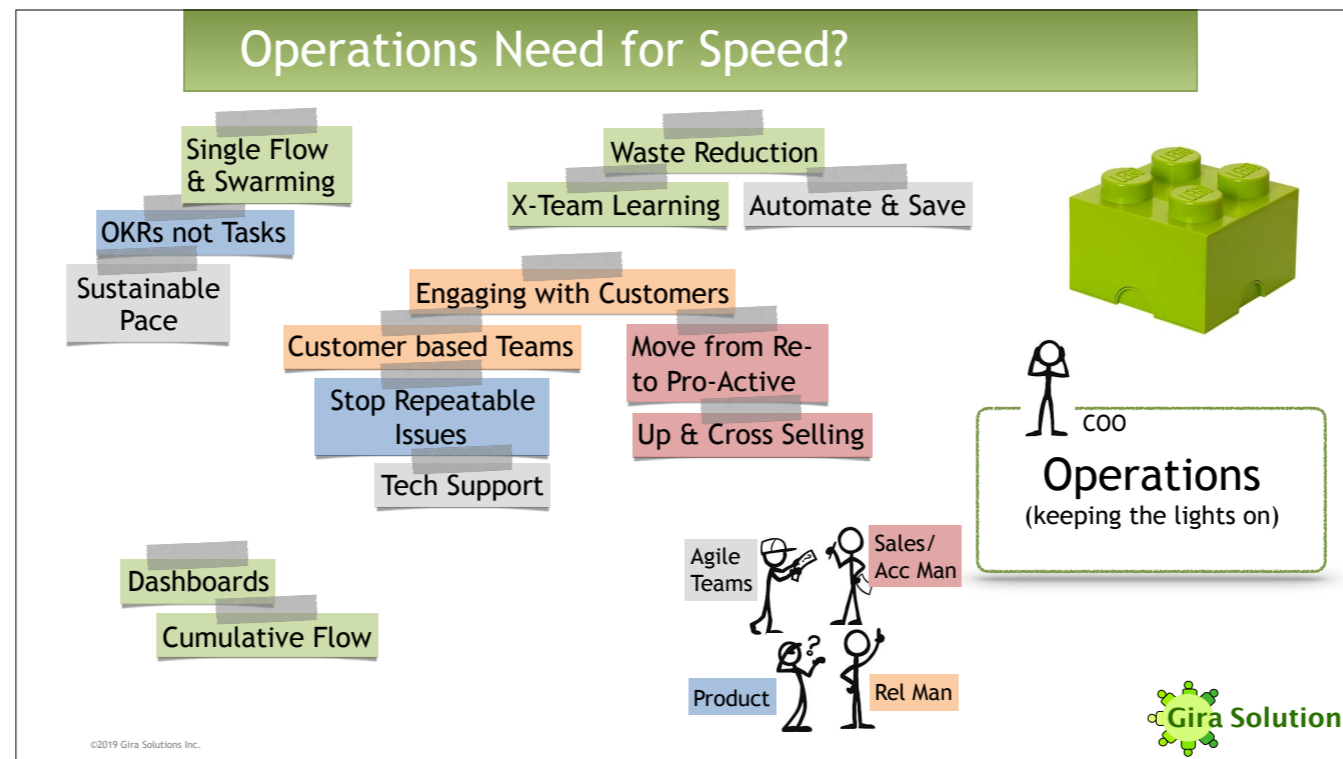 Operations Need for Speed?
Single Flow
& Swarming
OKRs not Tasks
Sustainable
Pace
Waste Reduction
X-Team Learning
Automate & Save
Engaging with Customers
Customer based Teams
Stop Repeatable
Issues
Tech Support
Move from Re-
to Pro-Active
Up & Cross Selling
COO
Operations
(keeping the lights on)
Dashboards
Cumulative Flow
Agile
Teams
Sales/
Acc Man
?
Product
Rel Man
Gira Solution
©2019 Gira Solutions Inc.